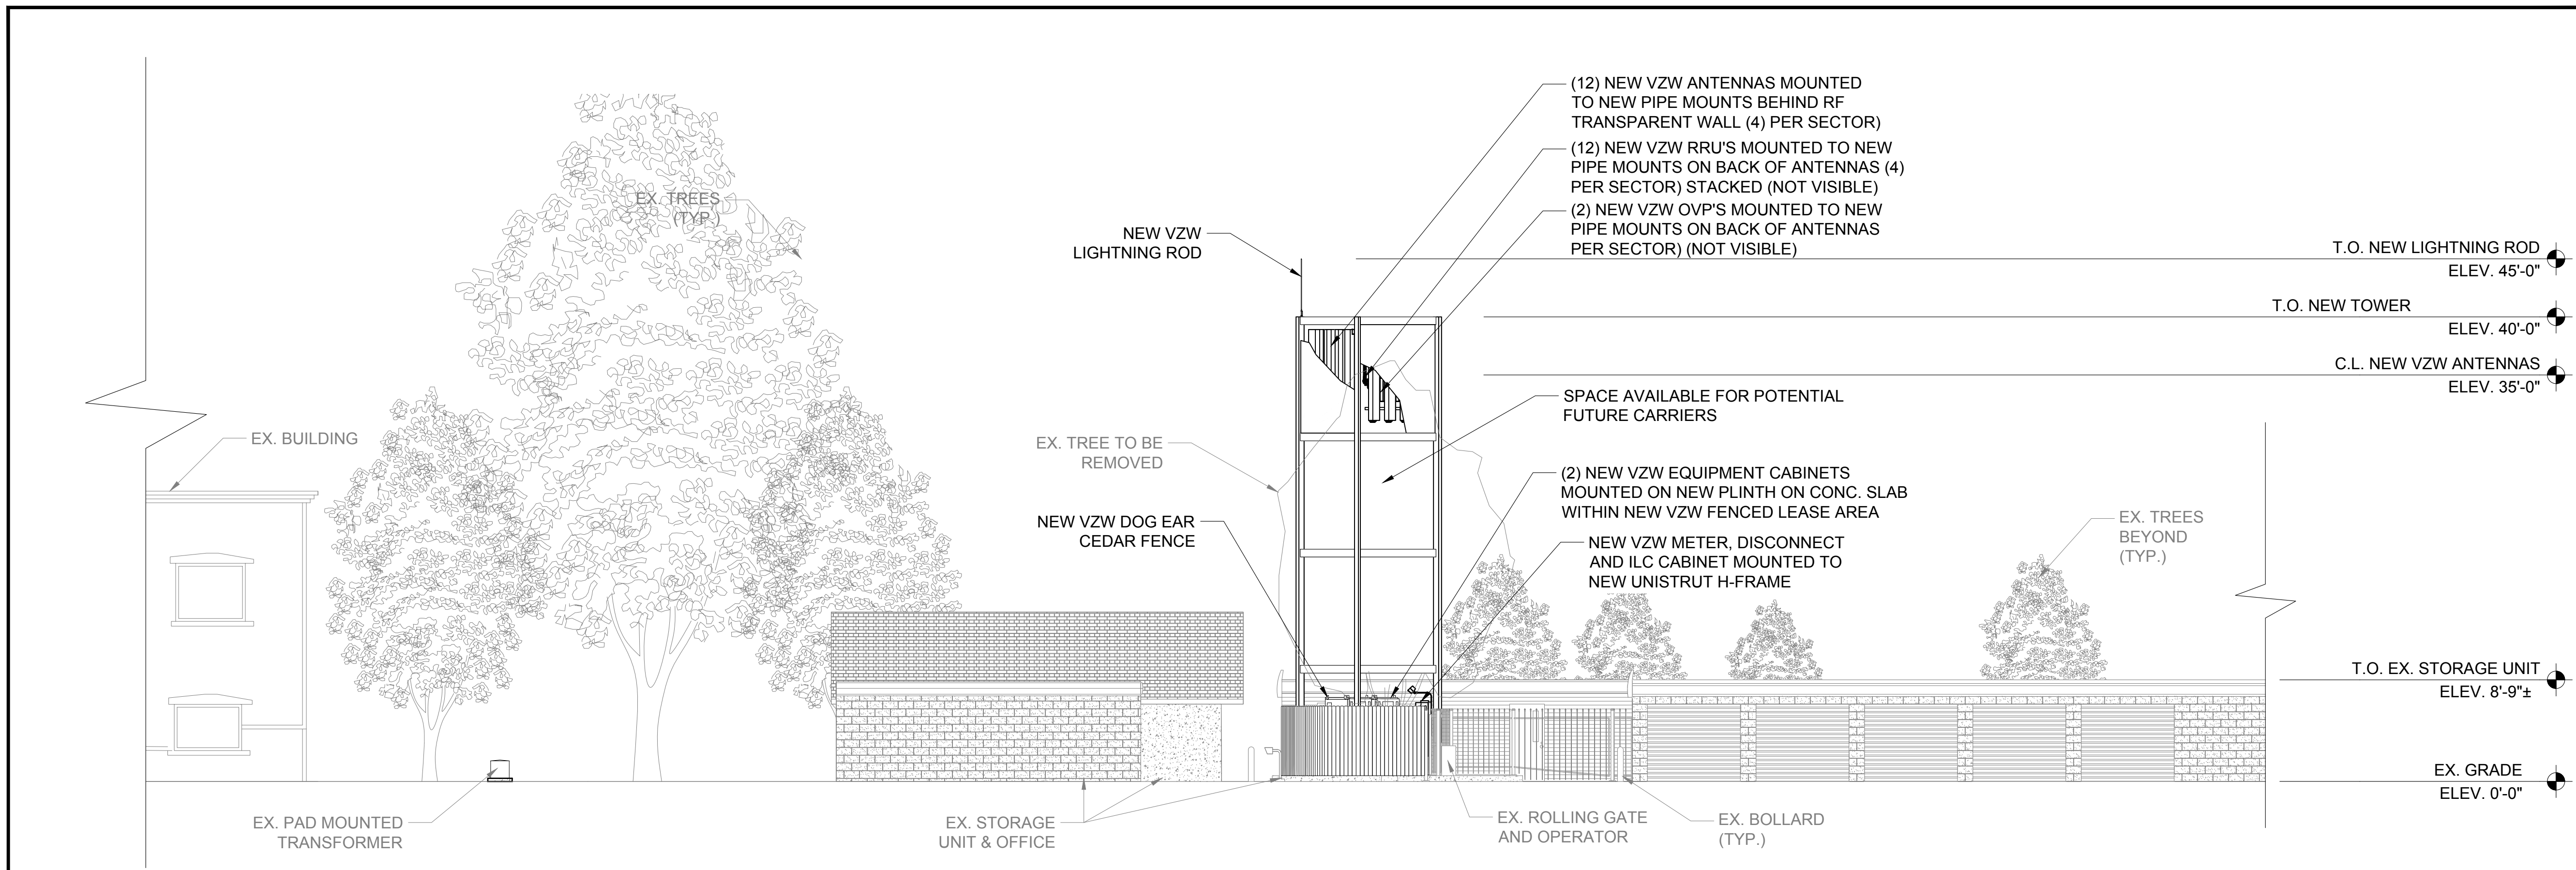 (12) NEW VZW ANTENNAS MOUNTED
TO NEW PIPE MOUNTS BEHIND RF
TRANSPARENT WALL (4) PER SECTOR)
(12) NEW VZW RRU'S MOUNTED TO NEW
PIPE MOUNTS ON BACK OF ANTENNAS (4)
PER SECTOR) STACKED (NOT VISIBLE)
(2) NEW VZW OVP'S MOUNTED TO NEW
PIPE MOUNTS ON BACK OF ANTENNAS
PER SECTOR) (NOT VISIBLE)
EX. TREES
(TYP.)
NEW VZW
LIGHTNING ROD
T.O. NEW LIGHTNING ROD
ELEV. 45'-0"
T.O. NEW TOWER
ELEV. 40'-0"
C.L. NEW VZW ANTENNAS
ELEV. 35'-0"
SPACE AVAILABLE FOR POTENTIAL
FUTURE CARRIERS
EX. BUILDING
EX. TREE TO BE
REMOVED
(2) NEW VZW EQUIPMENT CABINETS
MOUNTED ON NEW PLINTH ON CONC. SLAB
WITHIN NEW VZW FENCED LEASE AREA
NEW VZW DOG EAR
CEDAR FENCE
NEW VZW METER, DISCONNECT
AND ILC CABINET MOUNTED TO
NEW UNISTRUT H-FRAME
EX. TREES
BEYOND
(TYP.)
T.O. EX. STORAGE UNIT
ELEV. 8'-9"±
EX. GRADE
ELEV. 0'-0"
EX. PAD MOUNTED
TRANSFORMER
EX. STORAGE
UNIT & OFFICE
EX. ROLLING GATE
AND OPERATOR
EX. BOLLARD
(TYP.)